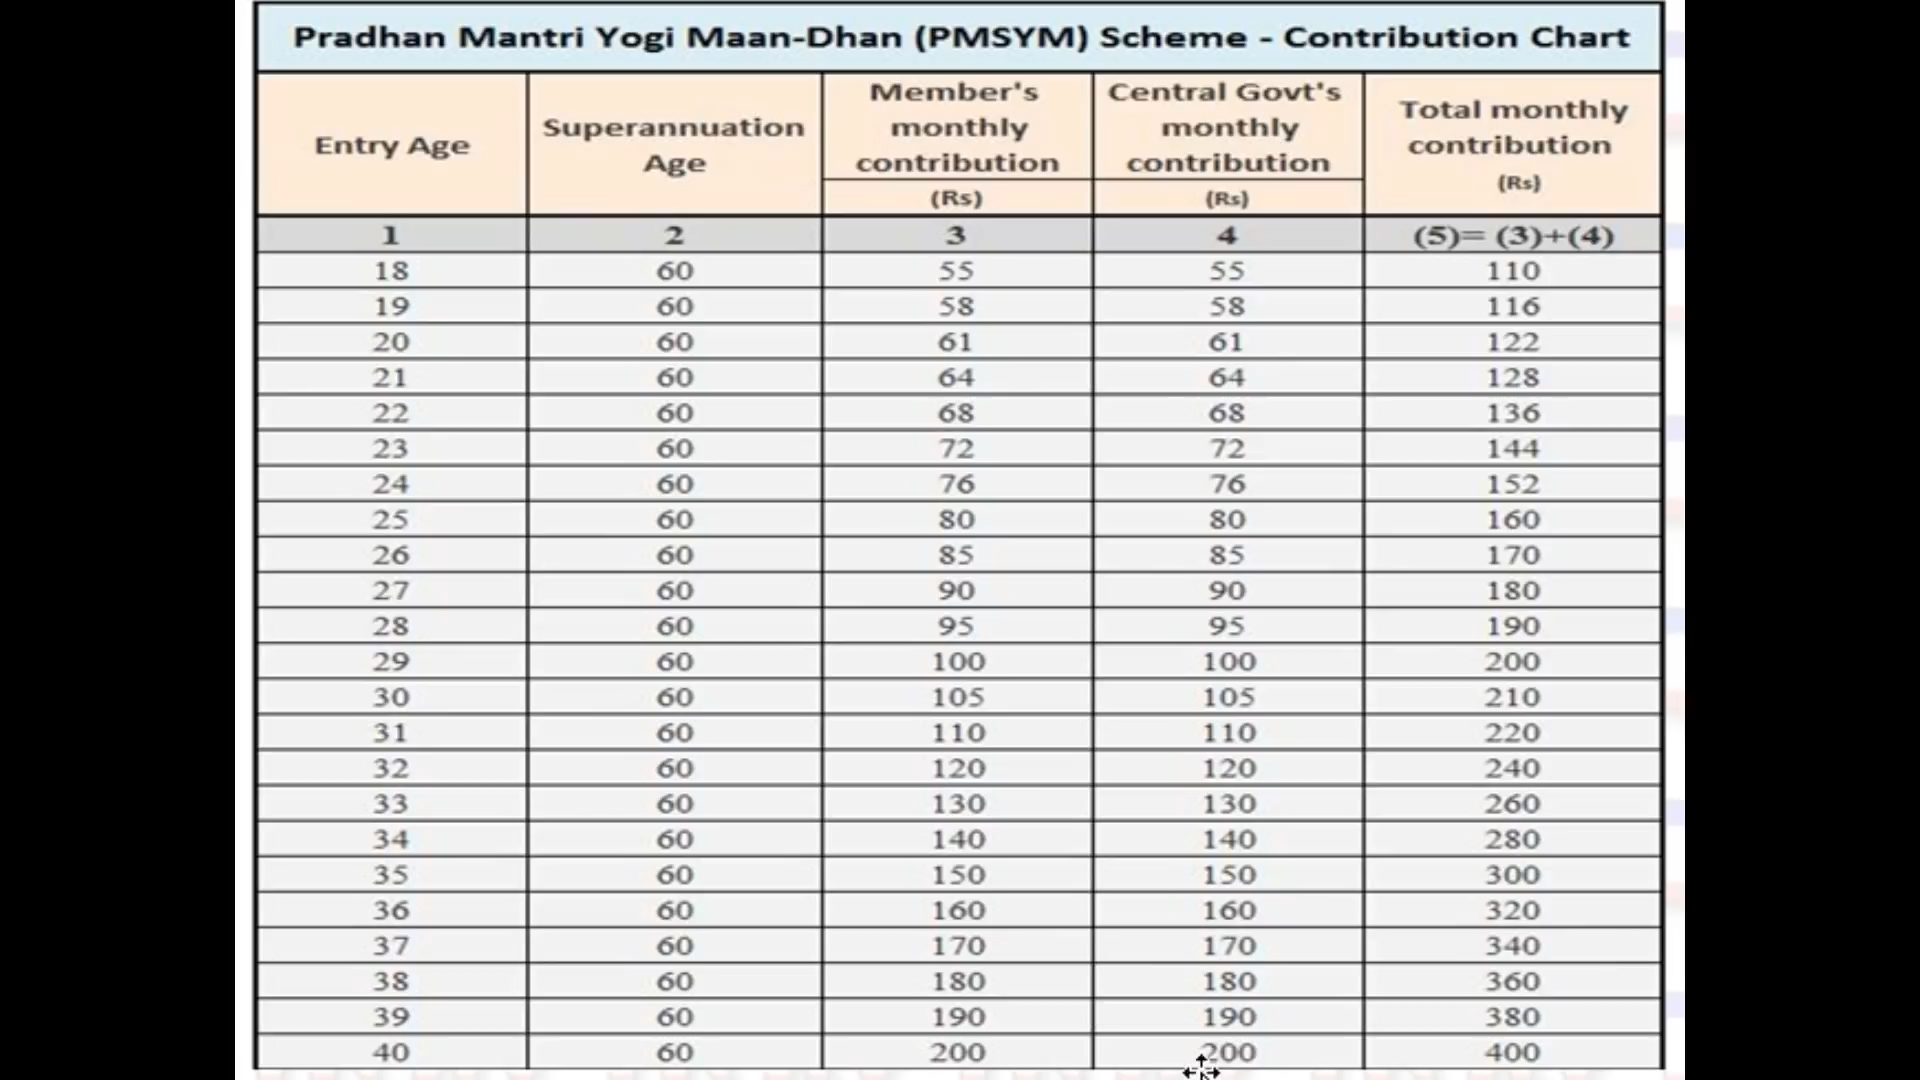 Pradhan Mantri Yogi Maan-Dhan (PMSYM) Scheme - Contribution Chart
Entry Age Superannuation Age Member's monthly contribution (Rs) Central Govt's monthly contribution (Rs) Total monthly contribution (Rs)
1 2 3 4 (5)= (3)+(4)
18 60 55 55 110
19 60 58 58 116
20 60 61 61 122
21 60 64 64 128
22 60 68 68 136
23 60 72 72 144
24 60 76 76 152
25 60 80 80 160
26 60 85 85 170
27 60 90 90 180
28 60 95 95 190
29 60 100 100 200
30 60 105 105 210
31 60 110 110 220
32 60 120 120 240
33 60 130 130 260
34 60 140 140 280
35 60 150 150 300
36 60 160 160 320
37 60 170 170 340
38 60 180 180 360
39 60 190 190 380
40 60 200 200 400